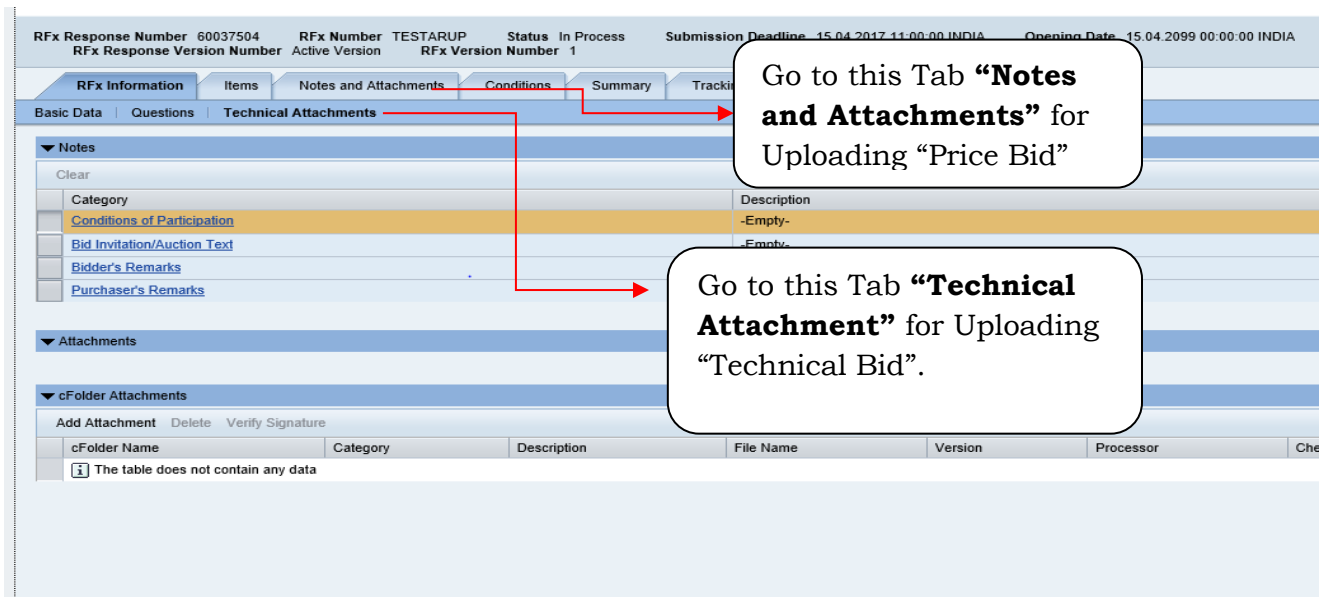 RFx Response Number 60037504 RFx Number TESTARUP Status In Process Submission Deadline 15.04.2017 11:00:00 INDIA Opening Date 15.04.2099 00:00:00 INDIA
RFx Response Version Number Active Version RFx Version Number 1
RFx Information Items Notes and Attachments Conditions Summary
Basic Data Questions Technical Attachments
Go to this Tab “Notes
and Attachments” for
Uploading “Price Bid”
Notes
Clear
Category Description
Conditions of Participation -Empty-
Bid Invitation/Auction Text -Empty-
Bidder's Remarks
Purchaser's Remarks
Go to this Tab “Technical
Attachment” for Uploading
“Technical Bid”.
Attachments
cFolder Attachments
Add Attachment Delete Verify Signature
cFolder Name Category Description File Name Version Processor Che
The table does not contain any data